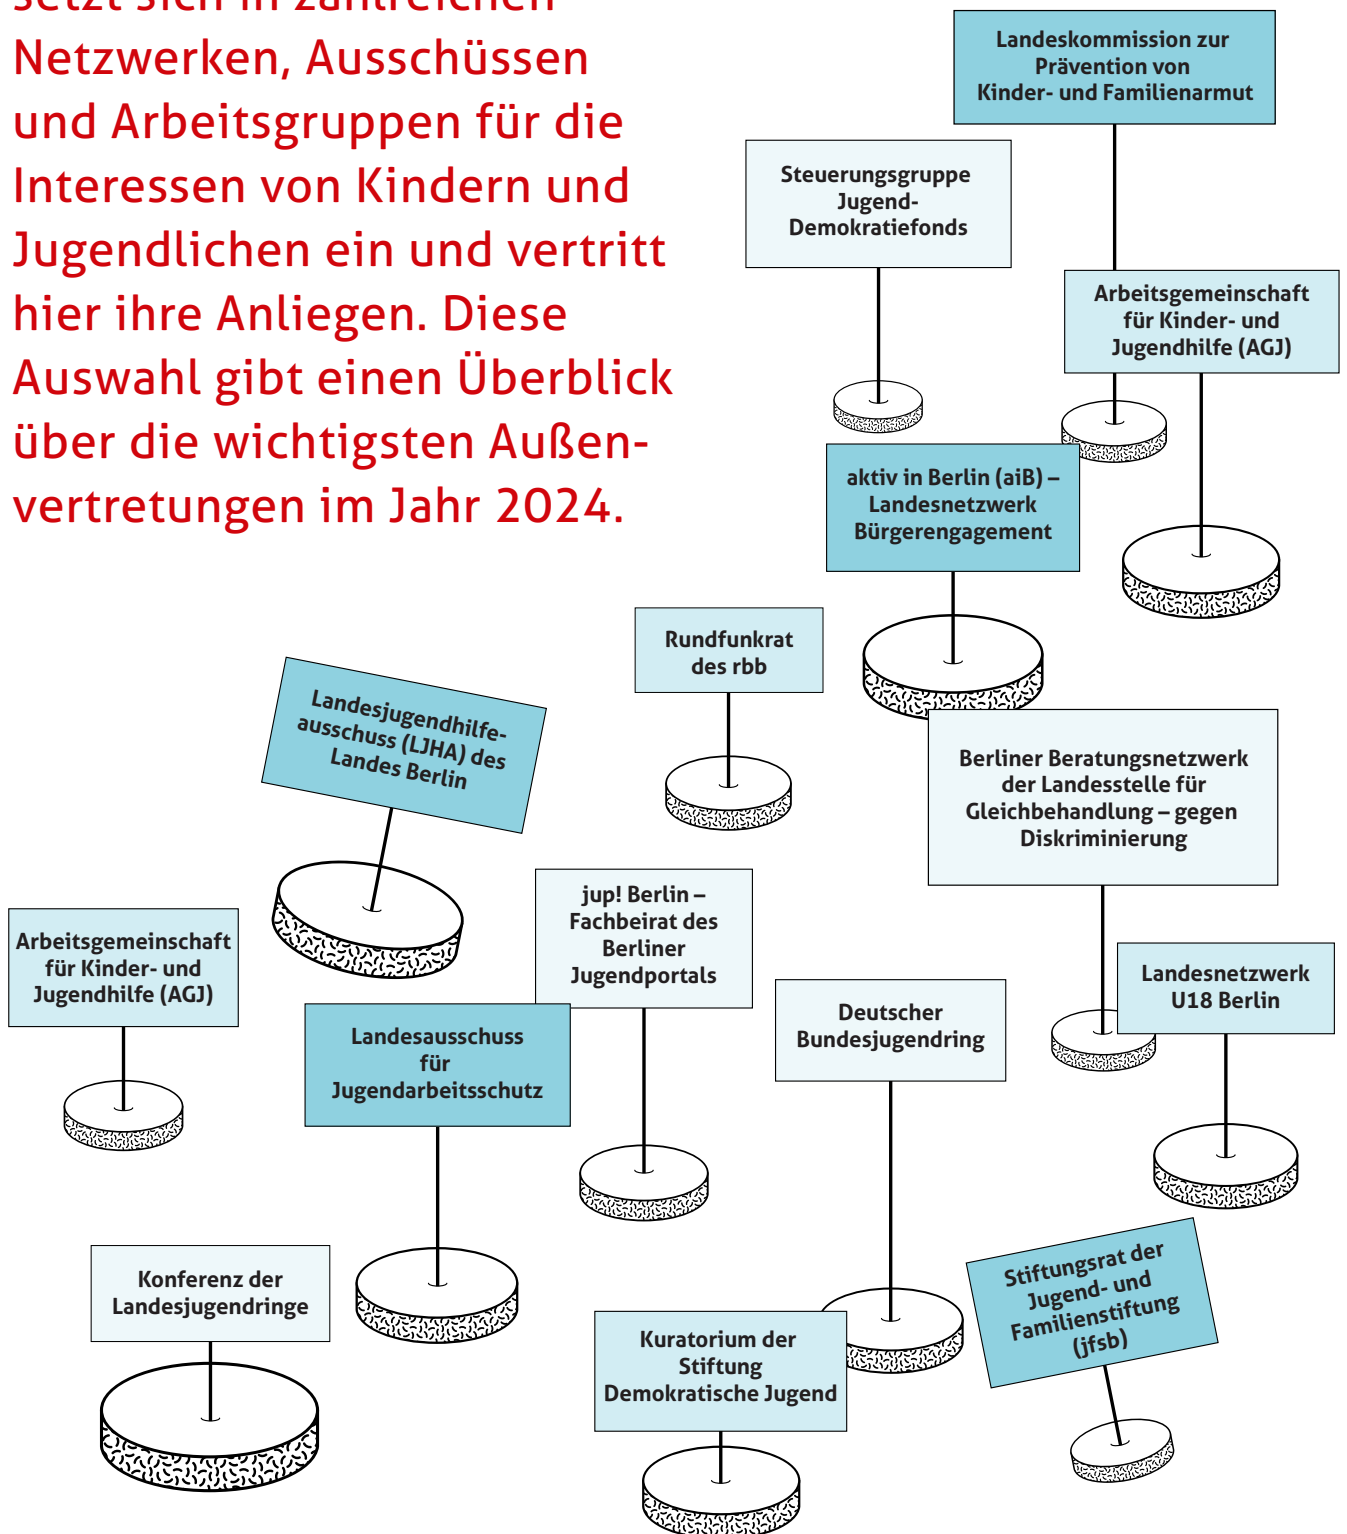 setzt sich in zahlreichen
Netzwerken, Ausschüssen
und Arbeitsgruppen für die
Interessen von Kindern und
Jugendlichen ein und vertritt
hier ihre Anliegen. Diese
Auswahl gibt einen Überblick
über die wichtigsten Außen-
vertretungen im Jahr 2024.
Landeskommission zur
Prävention von
Kinder- und Familienarmut
Steuerungsgruppe
Jugend-
Demokratiefonds
Arbeitsgemeinschaft
für Kinder- und
Jugendhilfe (AGJ)
aktiv in Berlin (aiB) –
Landesnetzwerk
Bürgerengagement
Rundfunkrat
des rbb
Landesjugendhilfe-
ausschuss (LJHA) des
Landes Berlin
Berliner Beratungsnetzwerk
der Landesstelle für
Gleichbehandlung – gegen
Diskriminierung
jup! Berlin –
Fachbeirat des
Berliner
Jugendportals
Arbeitsgemeinschaft
für Kinder- und
Jugendhilfe (AGJ)
Landesnetzwerk
U18 Berlin
Deutscher
Bundesjugendring
Landesausschuss
für
Jugendarbeitsschutz
Konferenz der
Landesjugendringe
Stiftungsrat der
Jugend- und
Familienstiftung
(jfsb)
Kuratorium der
Stiftung
Demokratische Jugend